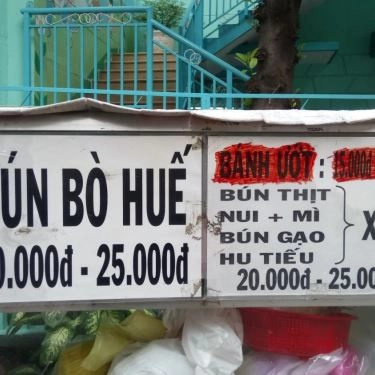 ÚN BÒ HUẾ
0.000đ - 25.000đ
BÁNH ƯỚT : 15.000đ
BÚN THỊT
NUI + MÌ
BÚN GẠO
HU TIẾU
X
20.000đ - 25.00